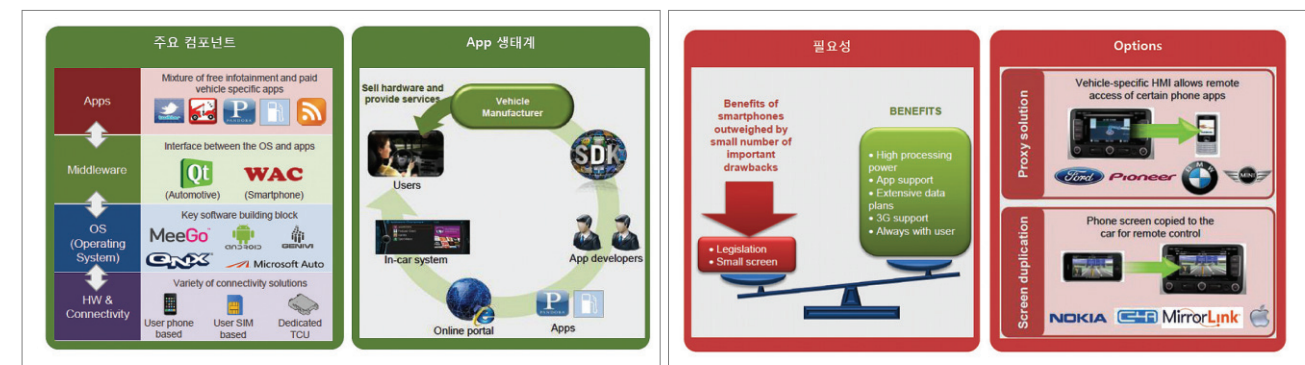 주요 컴포넌트
Apps
Mixture of free infotainment and paid
vehicle specific apps
P
PANDORA
Middleware
Interface between the OS and apps
Qt
WAC
(Automotive)
(Smartphone)
OS
(Operating
System)
Key software building block
MeeGo
ANDROID
GENIVI
QNX
Microsoft Auto
HW &
Connectivity
Variety of connectivity solutions
User phone
based
User SIM
based
Dedicated
TCU
App 생태계
Sell hardware and
provide services
Vehicle
Manufacturer
SDK
Users
App developers
In-car system
Online portal
P
Apps
필요성
Benefits of
smartphones
outweighed by
small number of
important
drawbacks
• Legislation
• Small screen
BENEFITS
• High processing
power
• App support
• Extensive data
plans
• 3G support
• Always with user
Options
Proxy solution
Vehicle-specific HMI allows remote
access of certain phone apps
Ford
Pioneer
BMW
MINI
Screen duplication
Phone screen copied to the
car for remote control
NOKIA
CE4A
MirrorLink